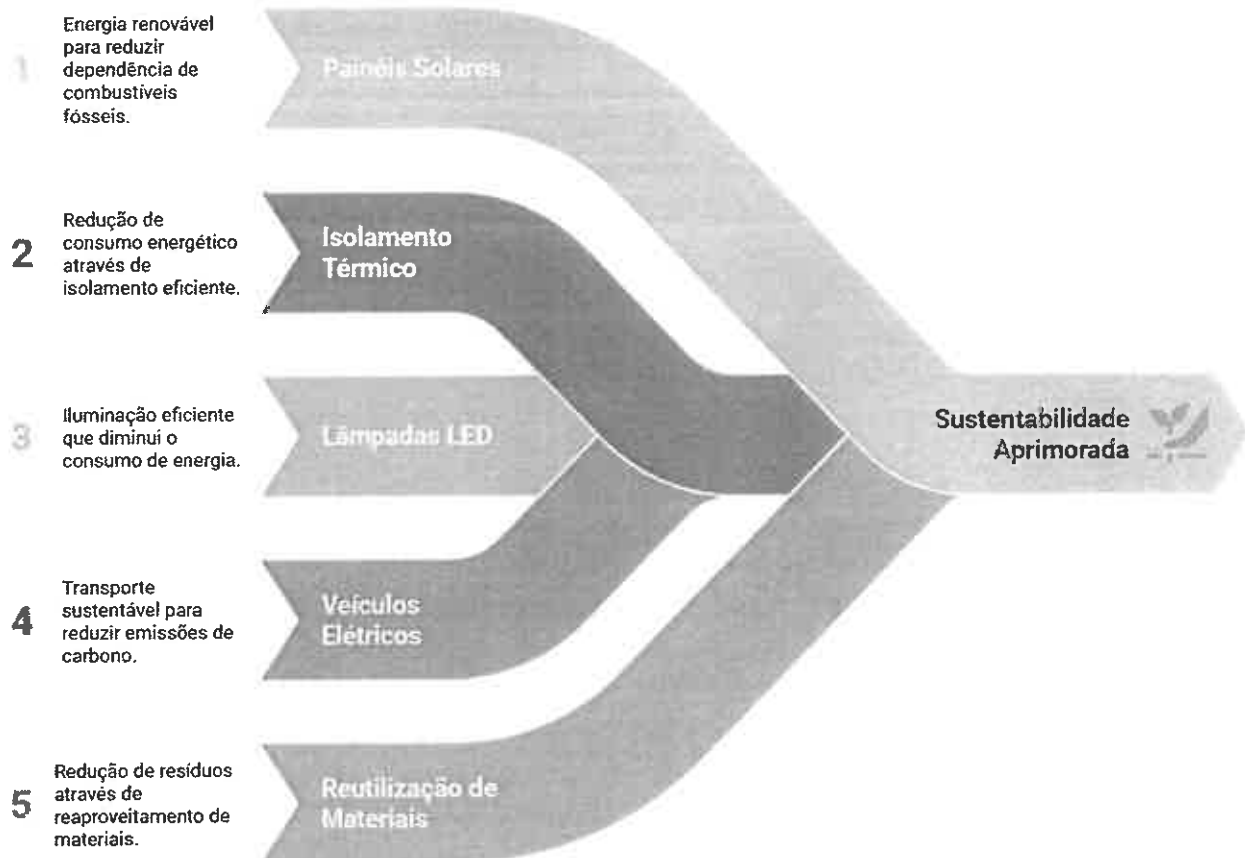 1
Energia renovável
para reduzir
dependência de
combustíveis
fósseis.
Painéis Solares
2
Redução de
consumo energético
através de
isolamento eficiente.
Isolamento
Térmico
3
Iluminação eficiente
que diminui o
consumo de energia.
Lâmpadas LED
4
Transporte
sustentável para
reduzir emissões de
carbono.
Veículos
Elétricos
5
Redução de resíduos
através de
reaproveitamento de
materiais.
Reutilização de
Materiais
Sustentabilidade
Aprimorada